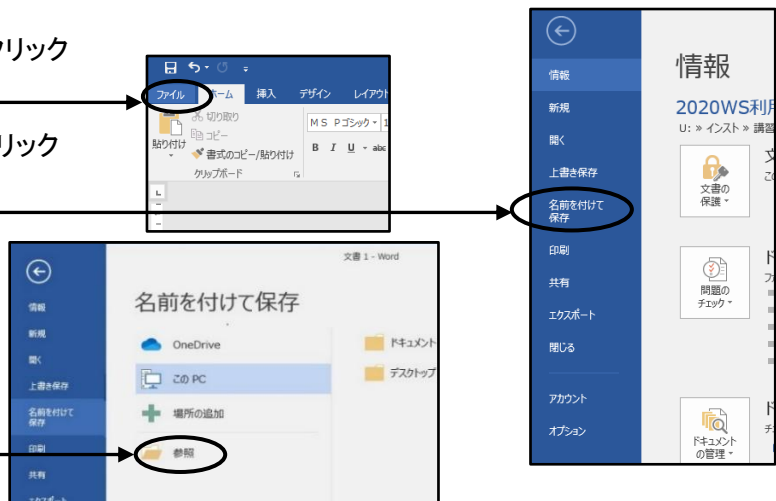 クリック
リック
ファイル ホーム 挿入 デザイン レイアウト
切り取り
コピー
貼り付け
書式のコピー/貼り付け
クリップボード
ＭＳ Ｐゴシック
B I U abc
文書 1 - Word
情報
新規
開く
上書き保存
名前を付けて
保存
印刷
共有
エクスポート
名前を付けて保存
OneDrive
この PC
場所の追加
参照
ドキュメント
デスクトップ
情報
新規
開く
上書き保存
名前を付けて
保存
印刷
共有
エクスポート
閉じる
アカウント
オプション
情報
2020WS利用
U: » インスト » 講習
文書の
保護
問題の
チェック
ドキュメント
の管理